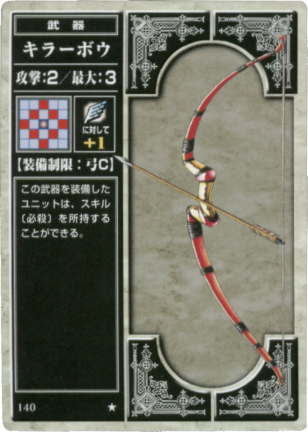 武器
キラーボウ
攻撃:2/最大:3
に対して
+1
【装備制限:弓C】
この武器を装備した
ユニットは、スキル
〔必殺〕を所持する
ことができる。
140 ★